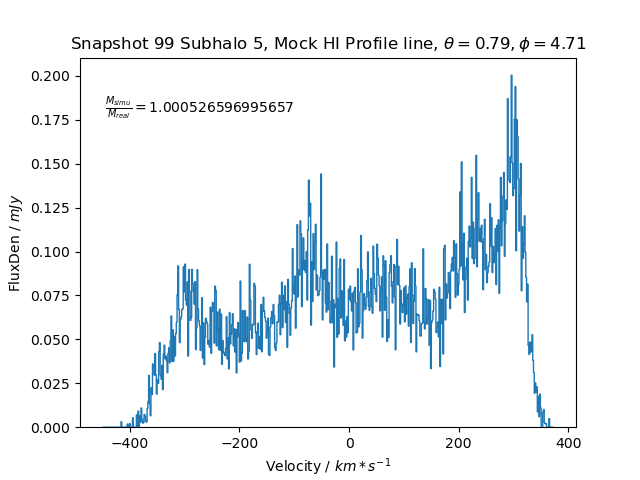 Snapshot 99 Subhalo 5, Mock HI Profile line, θ = 0.79, ϕ = 4.71
M_simu/M_real = 1.000526596995657
FluxDen / mJy
0.200
0.175
0.150
0.125
0.100
0.075
0.050
0.025
0.000
−400 −200 0 200 400
Velocity / km * s⁻¹